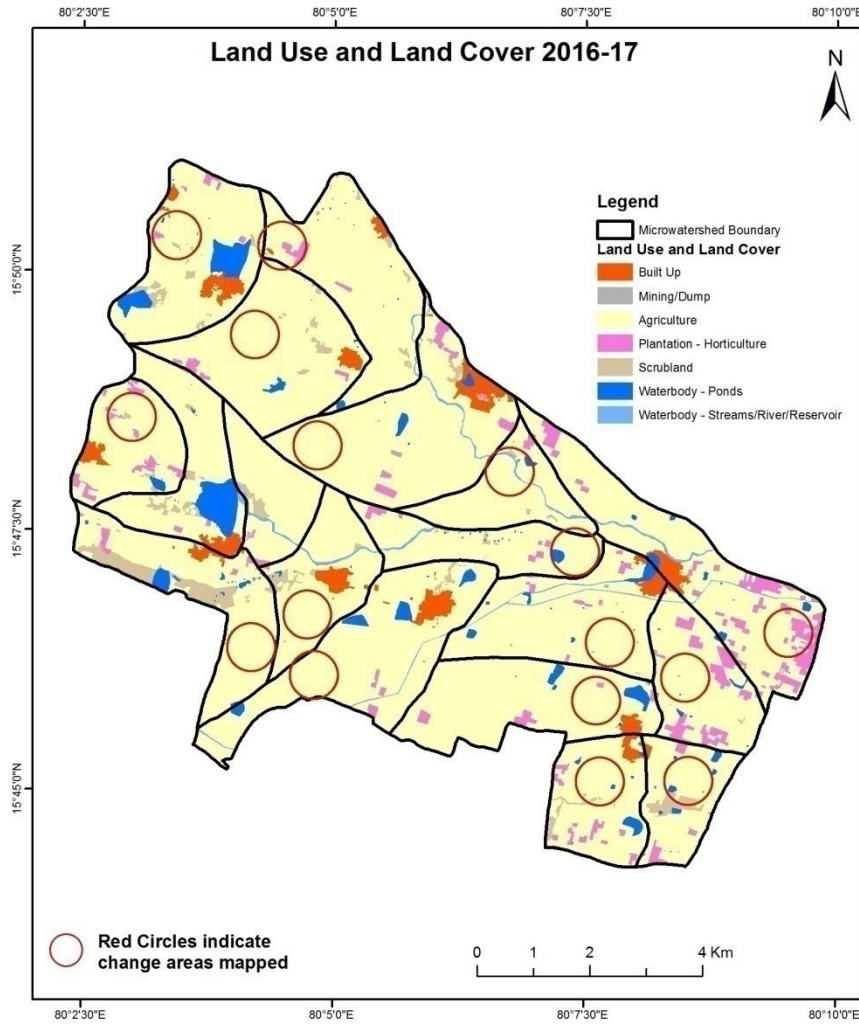 80°2'30"E 80°5'0"E 80°7'30"E 80°10'0"E
Land Use and Land Cover 2016-17
N
Legend
Microwatershed Boundary
Land Use and Land Cover
Built Up
Mining/Dump
Agriculture
Plantation - Horticulture
Scrubland
Waterbody - Ponds
Waterbody - Streams/River/Reservoir
15°50'0"N
15°47'30"N
15°45'0"N
Red Circles indicate
change areas mapped
0 1 2 4 Km
80°2'30"E 80°5'0"E 80°7'30"E 80°10'0"E